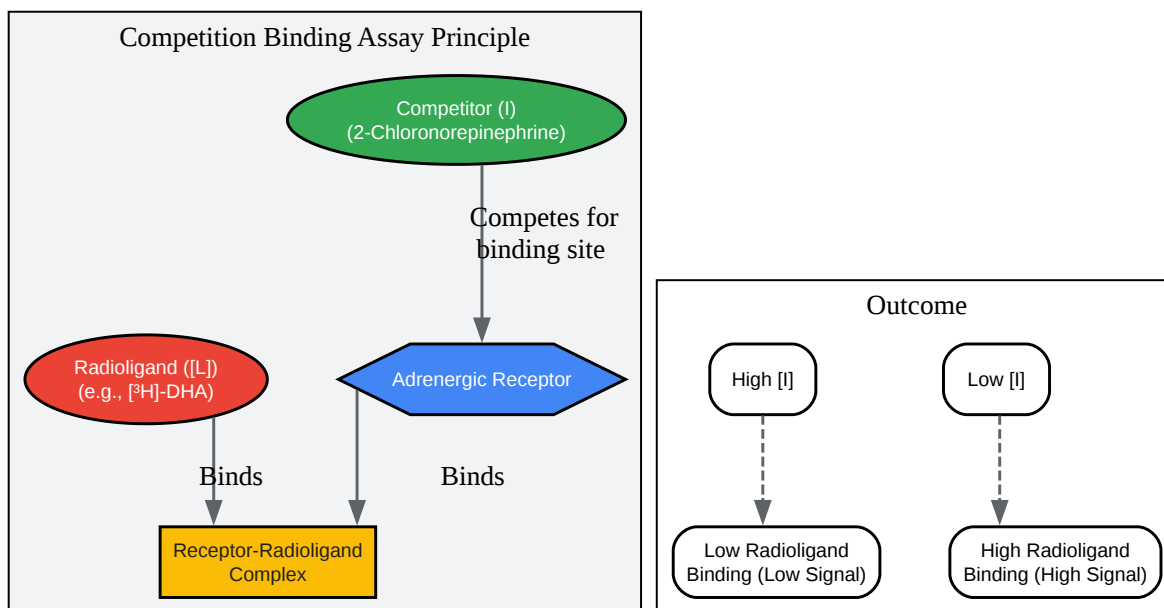 Competition Binding Assay Principle
Competitor (I)
(2-Chloronorepinephrine)
Competes for
binding site
Radioligand ([L])
(e.g., [³H]-DHA)
Adrenergic Receptor
Binds
Binds
Receptor-Radioligand
Complex
Outcome
High [I]
Low [I]
Low Radioligand
Binding (Low Signal)
High Radioligand
Binding (High Signal)